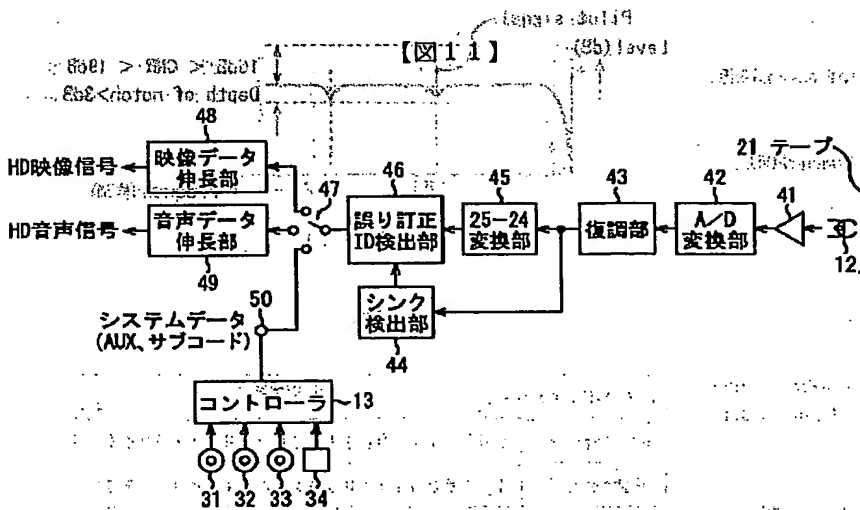 【図11】
HD映像信号
48
映像データ
伸長部
HD音声信号
音声データ
伸長部
49
47
46
誤り訂正
ID検出部
45
25-24
変換部
43
復調部
42
A/D
変換部
41
21 テープ
12
シンク
検出部
44
システムデータ
(AUX、サブコード)
50
コントローラ
13
31
32
33
34
Pilot signal
Level(dB)
16dB < CNR < 19dB
Depth of notch>3dB